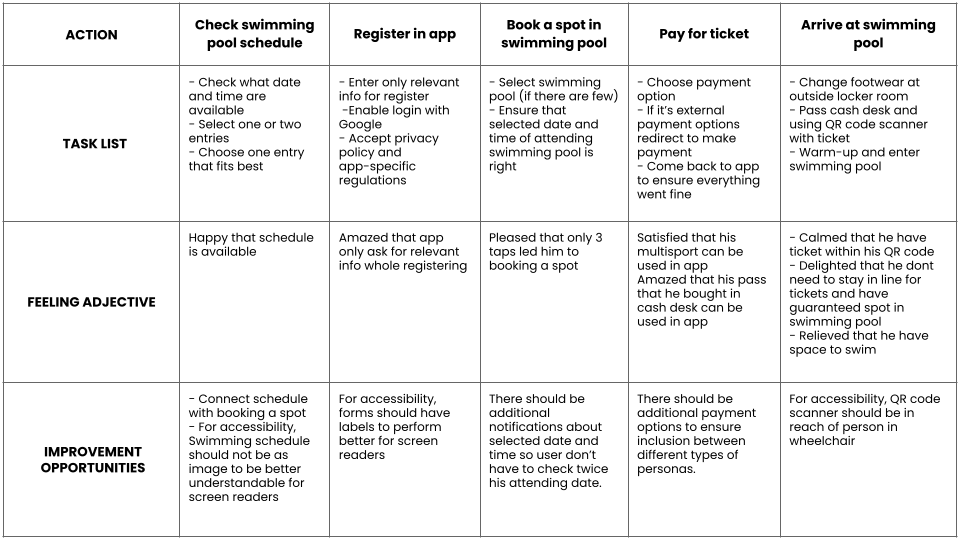 ACTION
Check swimming
pool schedule
Register in app
Book a spot in
swimming pool
Pay for ticket
Arrive at swimming
pool
TASK LIST
- Check what date
and time are
available
- Select one or two
entries
- Choose one entry
that fits best
- Enter only relevant
info for register
-Enable login with
Google
- Accept privacy
policy and
app-specific
regulations
- Select swimming
pool (if there are few)
- Ensure that
selected date and
time of attending
swimming pool is
right
- Choose payment
option
- If it's external
payment options
redirect to make
payment
- Come back to app
to ensure everything
went fine
- Change footwear at
outside locker room
- Pass cash desk and
using QR code scanner
with ticket
- Warm-up and enter
swimming pool
FEELING ADJECTIVE
Happy that schedule
is available
Amazed that app
only ask for relevant
info whole registering
Pleased that only 3
taps led him to
booking a spot
Satisfied that his
multisport can be
used in app
Amazed that his pass
that he bought in
cash desk can be
used in app
- Calmed that he have
ticket within his QR code
- Delighted that he dont
need to stay in line for
tickets and have
guaranteed spot in
swimming pool
- Relieved that he have
space to swim
IMPROVEMENT
OPPORTUNITIES
- Connect schedule
with booking a spot
- For accessibility,
Swimming schedule
should not be as
image to be better
understandable for
screen readers
For accessibility,
forms should have
labels to perform
better for screen
readers
There should be
additional
notifications about
selected date and
time so user don't
have to check twice
his attending date.
There should be
additional payment
options to ensure
inclusion between
different types of
personas.
For accessibility, QR code
scanner should be in
reach of person in
wheelchair